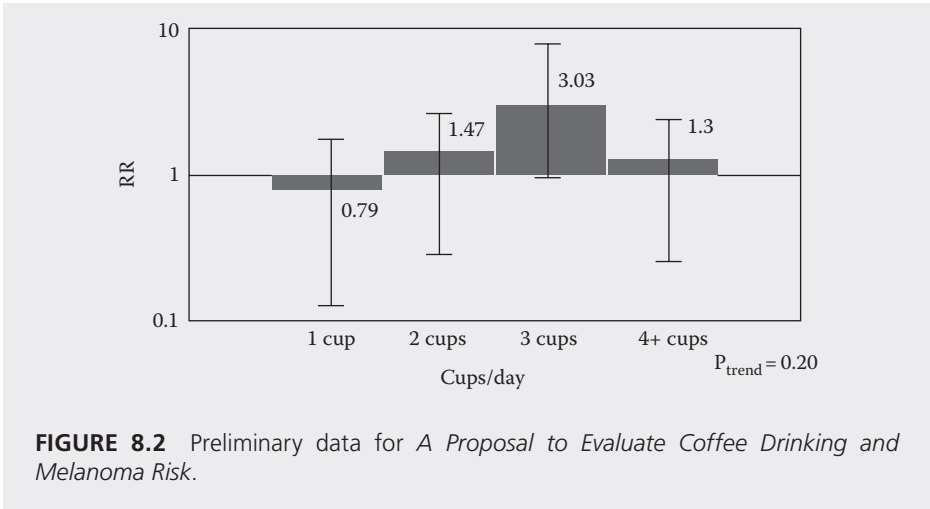 10
3.03
1.47
1.3
RR
1
0.79
0.1
1 cup
2 cups
3 cups
4+ cups
P_trend = 0.20
Cups/day
FIGURE 8.2 Preliminary data for A Proposal to Evaluate Coffee Drinking and
Melanoma Risk.